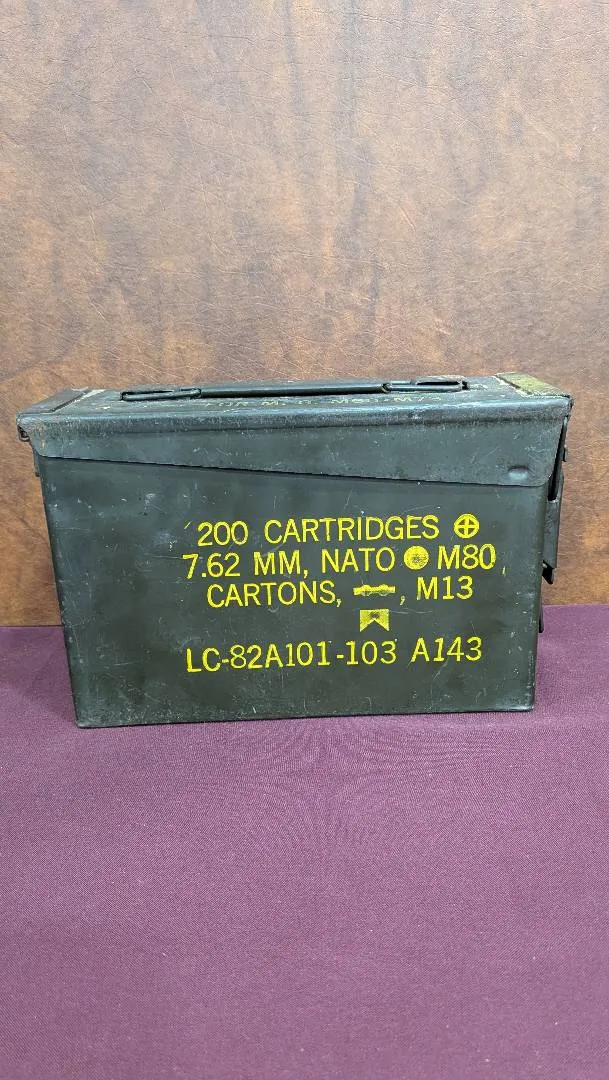 200 CARTRIDGES ⊕
7.62 MM, NATO M80
CARTONS, , M13
LC-82A101-103 A143